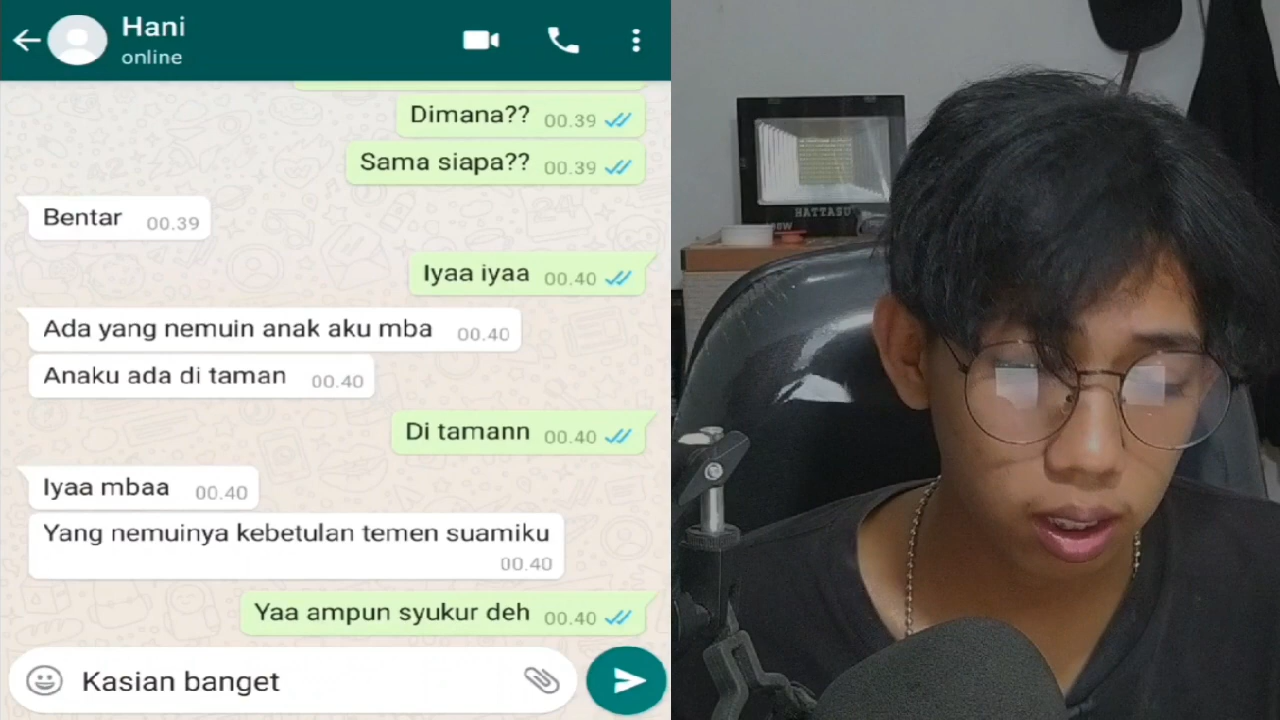 Hani
online
Dimana?? 00.39
Sama siapa?? 00.39
Bentar 00.39
Iyaa iyaa 00.40
Ada yang nemuin anak aku mba 00.40
Anaku ada di taman 00.40
Di tamann 00.40
Iyaa mbaa 00.40
Yang nemuinya kebetulan temen suamiku
00.40
Yaa ampun syukur deh 00.40
Kasian banget
HATTASU